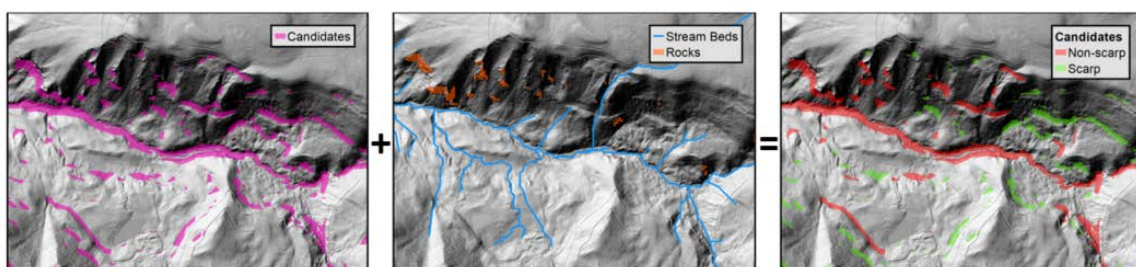 Candidates
+
Stream Beds
Rocks
=
Candidates
Non-scarp
Scarp